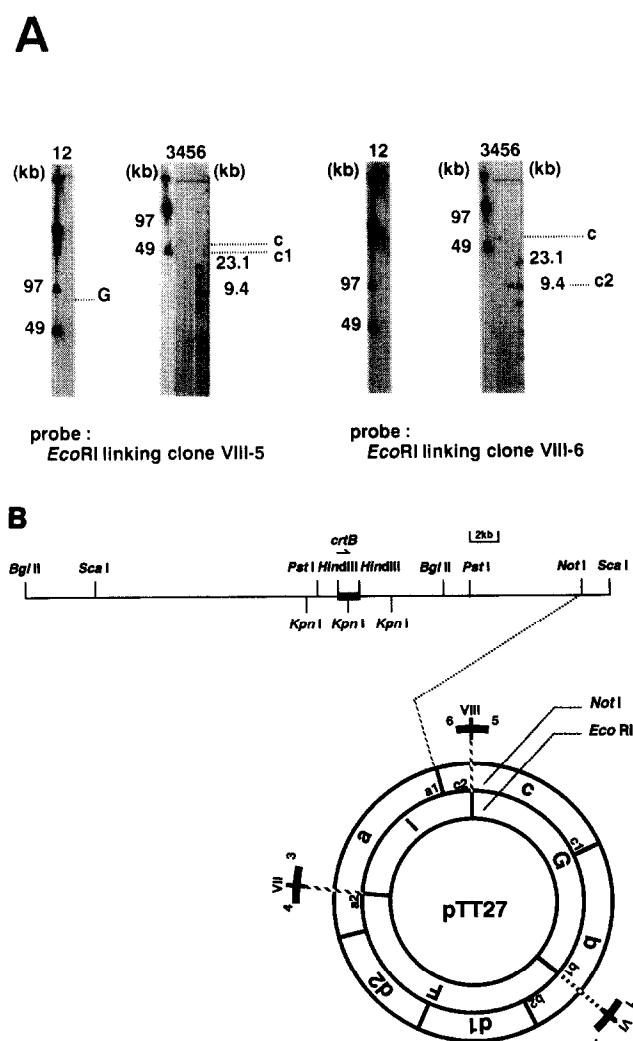 A
12 3456 12 3456
(kb) (kb) (kb) (kb) (kb) (kb)
97 97
49 c 49 c
c1 23.1
23.1
97 9.4 97 9.4 c2
G
49 49
probe : probe :
EcoRI linking clone VIII-5 EcoRI linking clone VIII-6
B
crtB 2kb
Bgl II Sca I Pst I HindIII HindIII Bgl II Pst I Not I Sca I
Kpn I Kpn I Kpn I
VIII
6 5
Not I
Eco RI
a1 c2 c
a I c1
3 G
VII
4 a2 pTT27 b
b1
d2 F b2
d1 VI